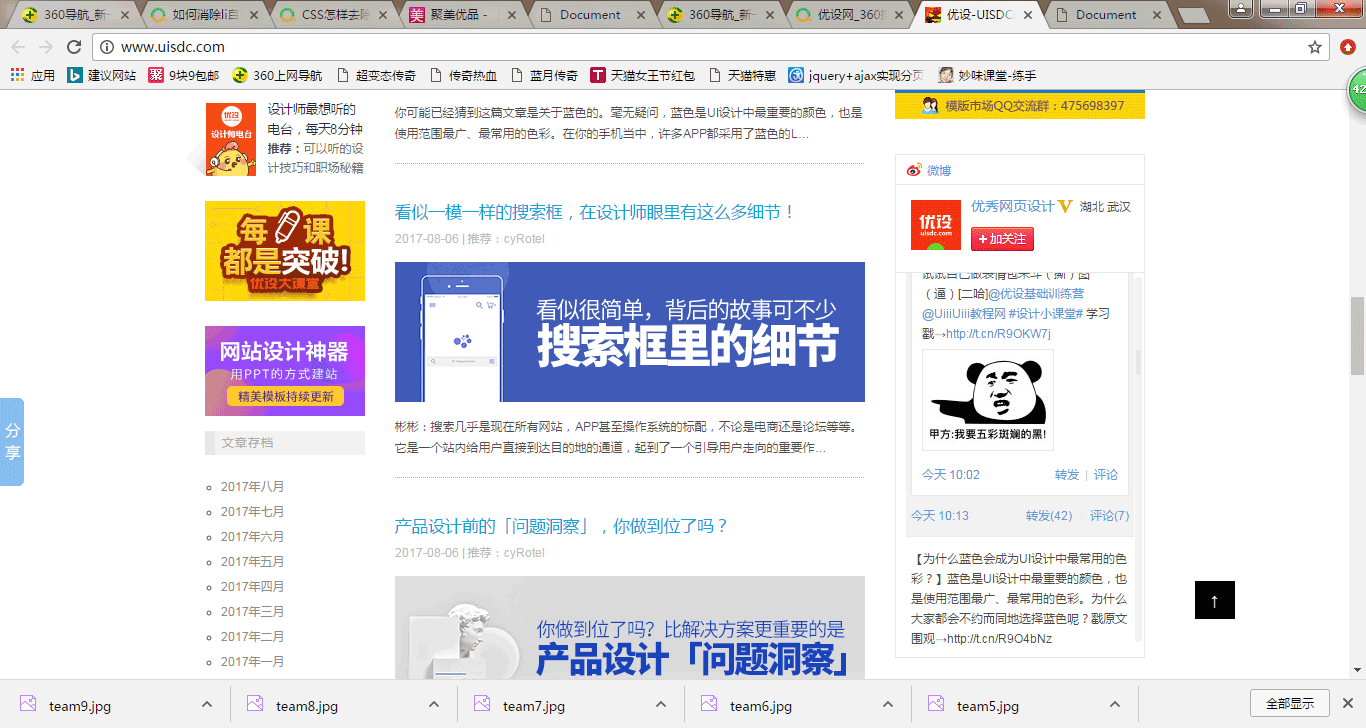 360导航_新一
如何消除li自
CSS怎样去除
聚美优品 -
Document
360导航_新一
优设网_360搜
优设-UISDC
Document
www.uisdc.com
应用
建议网站
9块9包邮
360上网导航
超变态传奇
传奇热血
蓝月传奇
天猫女王节红包
天猫特惠
jquery+ajax实现分页
妙味课堂-练手
42
优设
设计师电台
设计师最想听的
电台，每天8分钟
推荐：可以听的设
计技巧和职场秘籍
每 课
都是突破!
优设大课堂
网站设计神器
用PPT的方式建站
精美模板持续更新
文章存档
2017年八月
2017年七月
2017年六月
2017年五月
2017年四月
2017年三月
2017年二月
2017年一月
分享
你可能已经猜到这篇文章是关于蓝色的。毫无疑问，蓝色是UI设计中最重要的颜色，也是
使用范围最广、最常用的色彩。在你的手机当中，许多APP都采用了蓝色的L...
看似一模一样的搜索框，在设计师眼里有这么多细节！
2017-08-06 | 推荐：cyRotel
看似很简单，背后的故事可不少
搜索框里的细节
彬彬：搜索几乎是现在所有网站，APP甚至操作系统的标配，不论是电商还是论坛等等。
它是一个站内给用户直接到达目的地的通道，起到了一个引导用户走向的重要作...
产品设计前的「问题洞察」，你做到位了吗？
2017-08-06 | 推荐：cyRotel
你做到位了吗？比解决方案更重要的是
产品设计「问题洞察」
模版市场QQ交流群：475698397
微博
优设
uisdc.com
优秀网页设计 V 湖北 武汉
+加关注
试试自己做表情包来斗（撕）图
（逼）[二哈]@优设基础训练营
@UiiiUiii教程网 #设计小课堂# 学习
戳→http://t.cn/R9OKW7j
甲方:我要五彩斑斓的黑!
今天 10:02 转发 | 评论
今天 10:13 转发(42) | 评论(7)
【为什么蓝色会成为UI设计中最常用的色
彩？】蓝色是UI设计中最重要的颜色，也
是使用范围最广、最常用的色彩。为什么
大家都会不约而同地选择蓝色呢？戳原文
围观→http://t.cn/R9O4bNz
↑
team9.jpg
team8.jpg
team7.jpg
team6.jpg
team5.jpg
全部显示